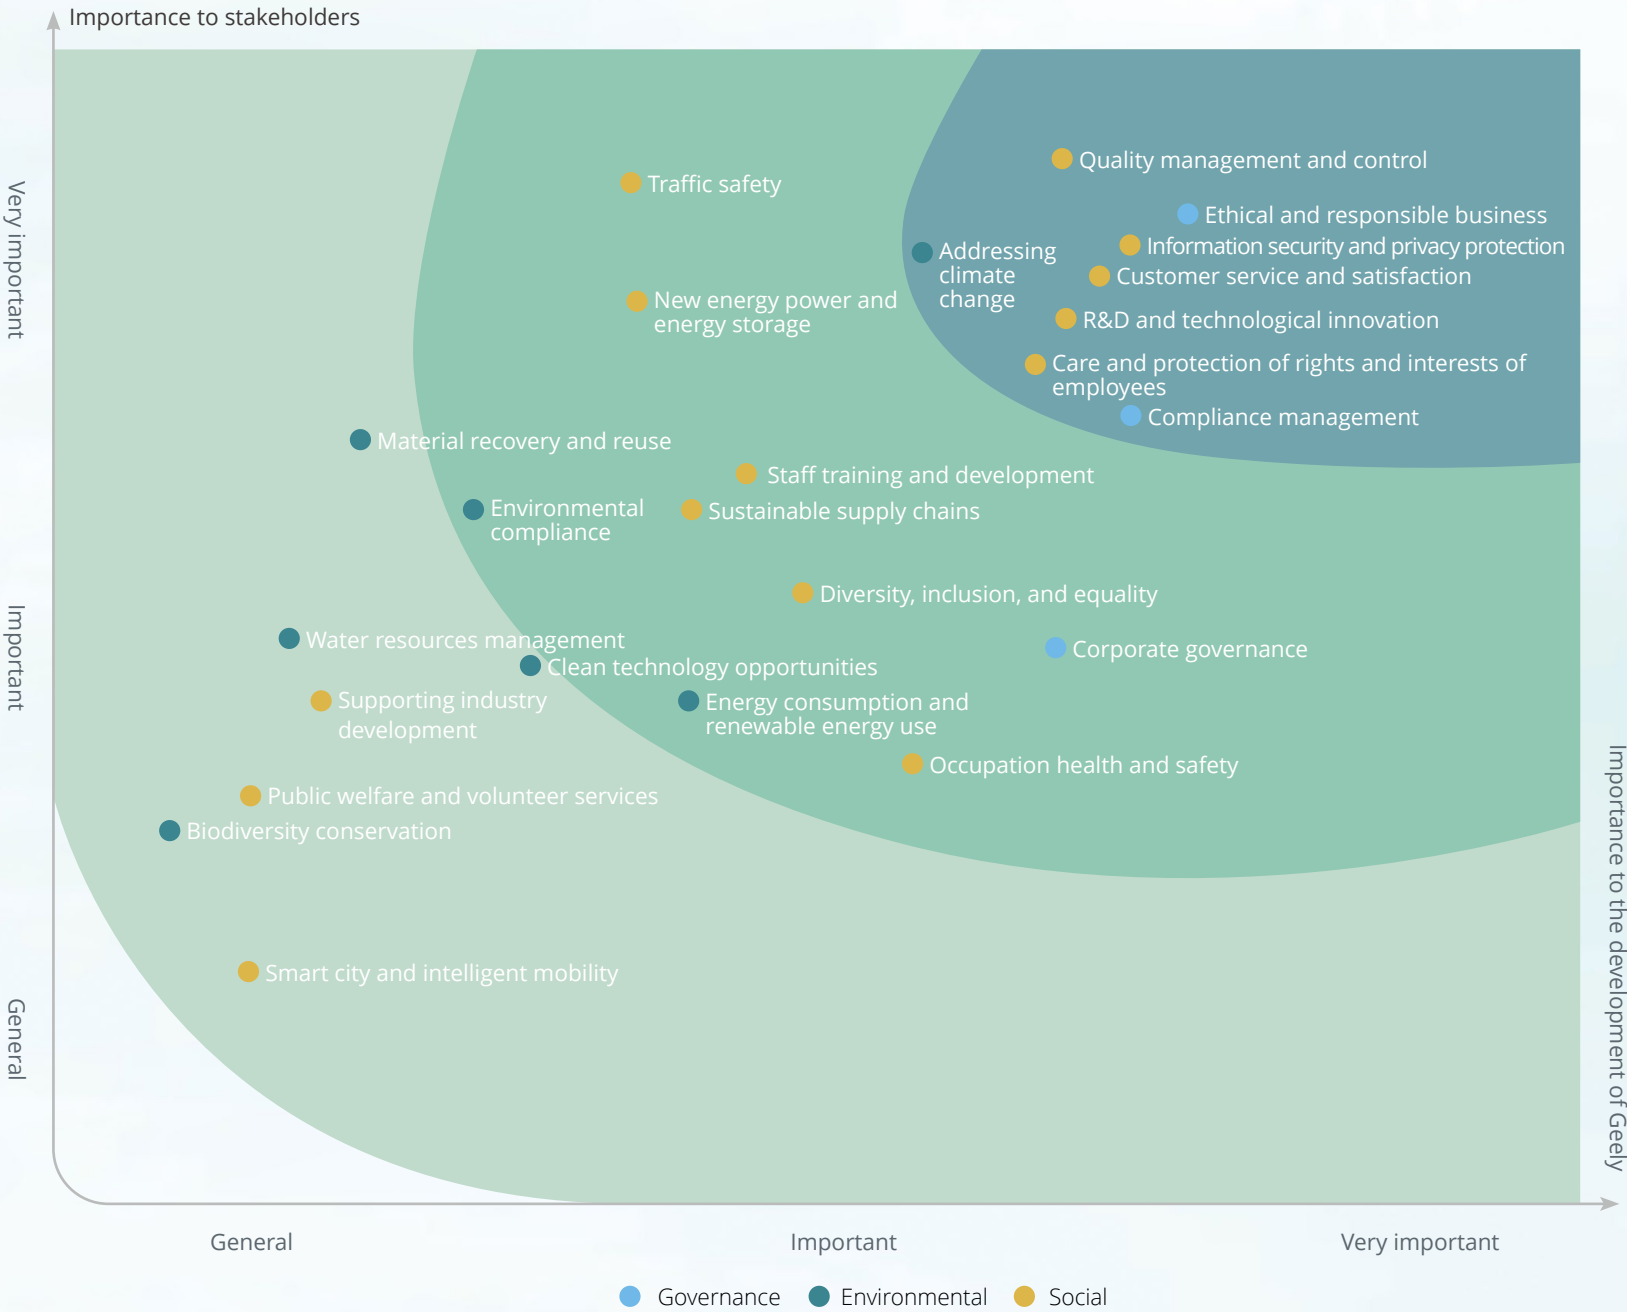 Importance to stakeholders
Very important
Important
General
Quality management and control
Traffic safety
Ethical and responsible business
Information security and privacy protection
Addressing
climate
change
Customer service and satisfaction
New energy power and
energy storage
R&D and technological innovation
Care and protection of rights and interests of
employees
Compliance management
Material recovery and reuse
Staff training and development
Environmental
compliance
Sustainable supply chains
Diversity, inclusion, and equality
Water resources management
Corporate governance
Clean technology opportunities
Supporting industry
development
Energy consumption and
renewable energy use
Occupation health and safety
Public welfare and volunteer services
Biodiversity conservation
Smart city and intelligent mobility
Importance to the development of Geely
General
Important
Very important
Governance
Environmental
Social